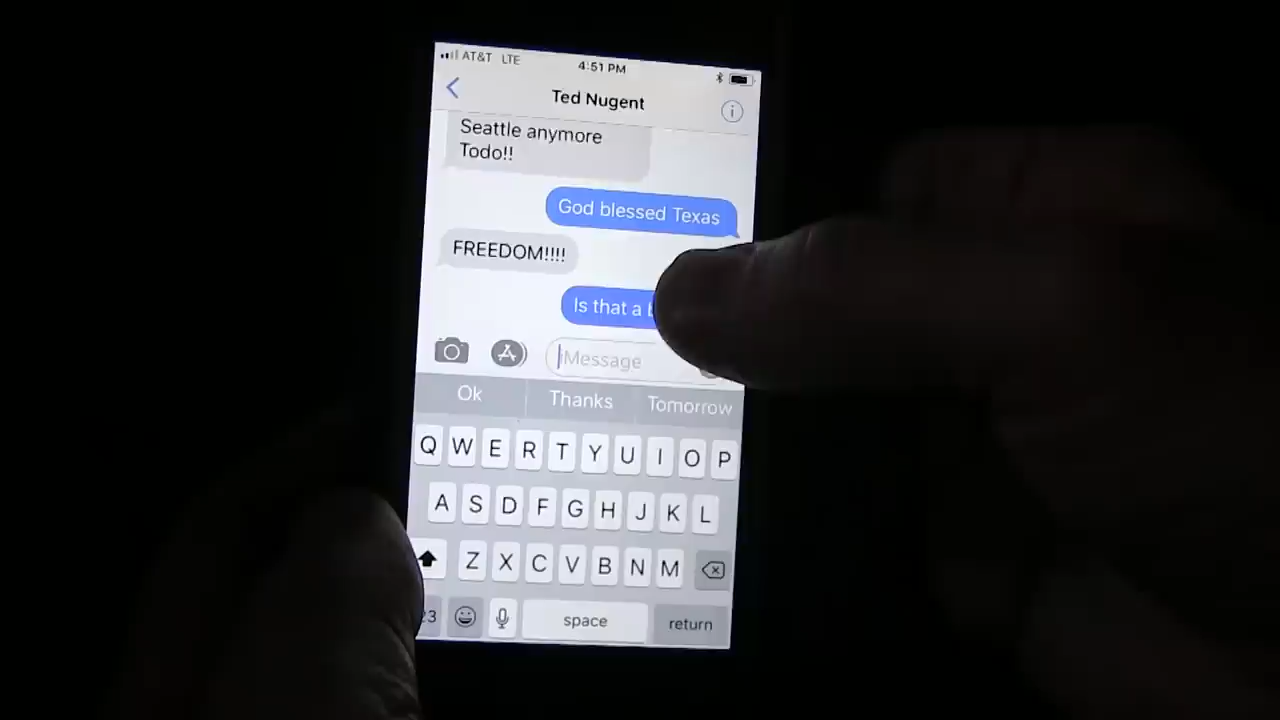 AT&T LTE 4:51 PM
Ted Nugent
Seattle anymore
Todo!!
God blessed Texas
FREEDOM!!!!
Is that a
iMessage
Ok Thanks Tomorrow
Q W E R T Y U I O P
A S D F G H J K L
Z X C V B N M
space return